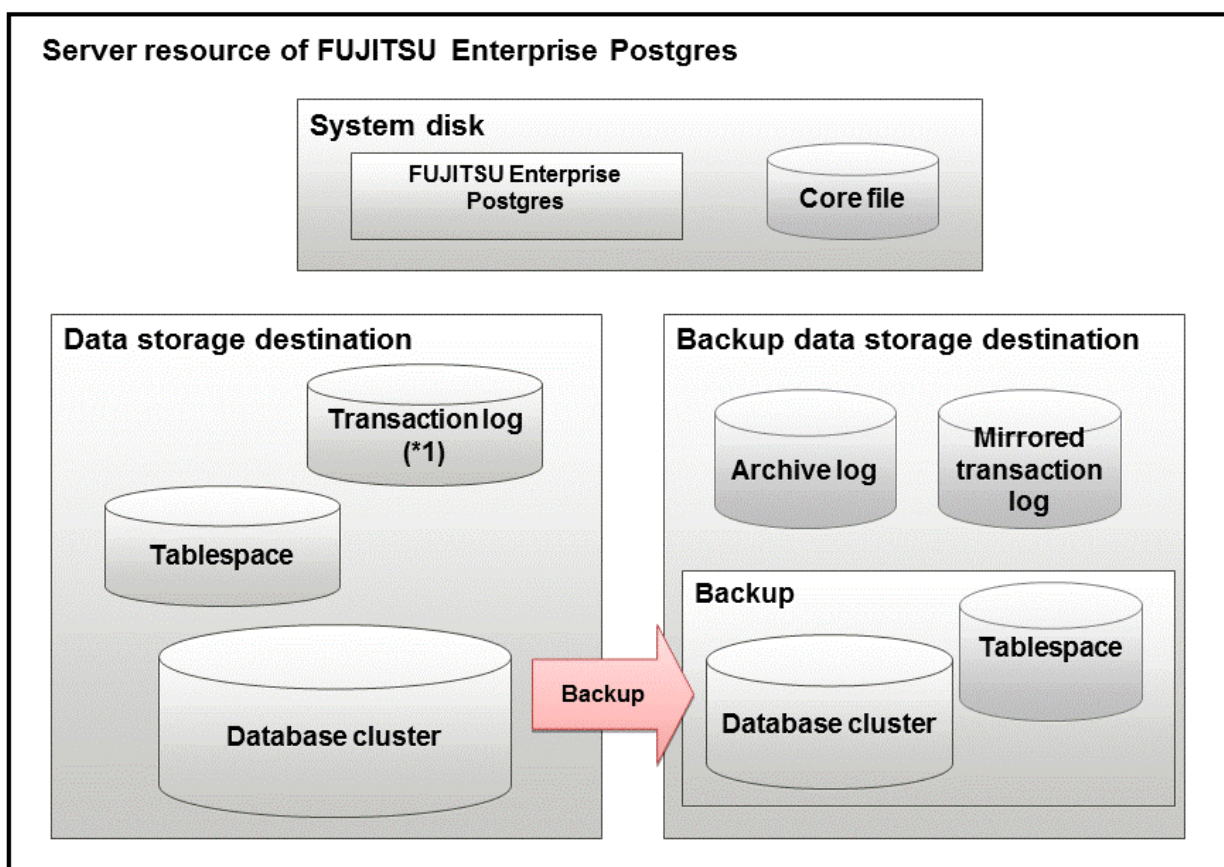 Server resource of FUJITSU Enterprise Postgres
System disk
FUJITSU Enterprise
Postgres
Core file
Data storage destination
Transaction log
(*1)
Tablespace
Database cluster
Backup
Backup data storage destination
Archive log
Mirrored
transaction
log
Backup
Tablespace
Database cluster